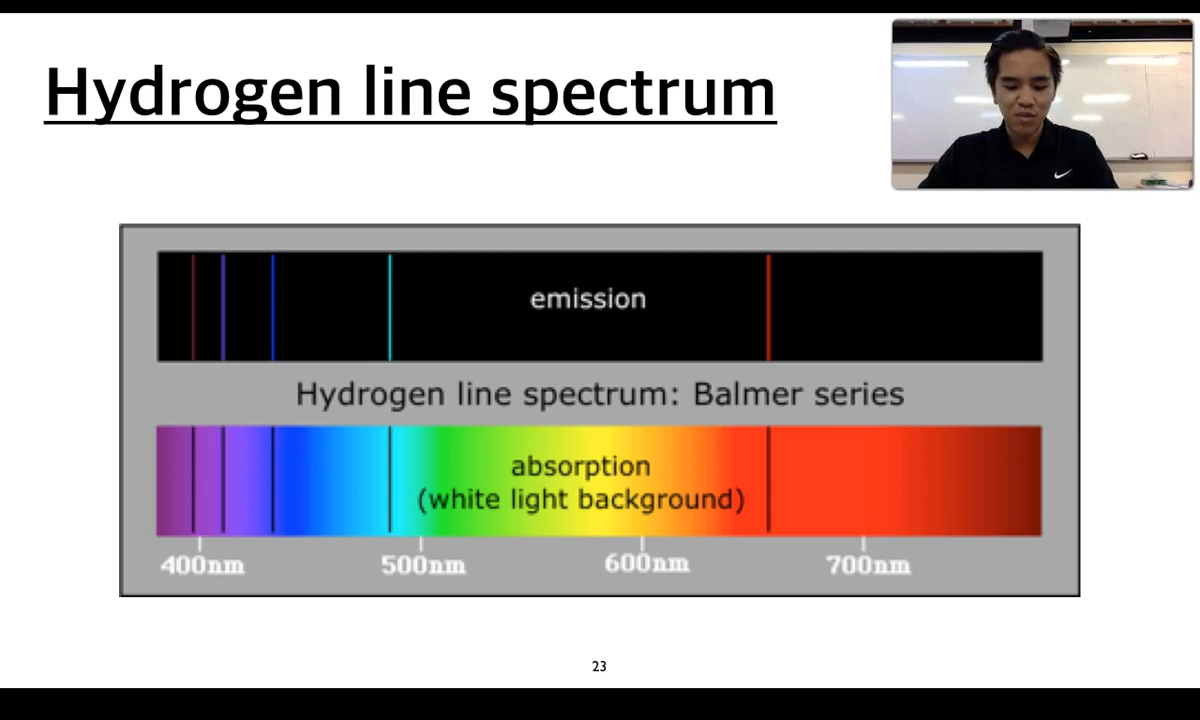 Hydrogen line spectrum
emission
Hydrogen line spectrum: Balmer series
absorption
(white light background)
400nm 500nm 600nm 700nm
23